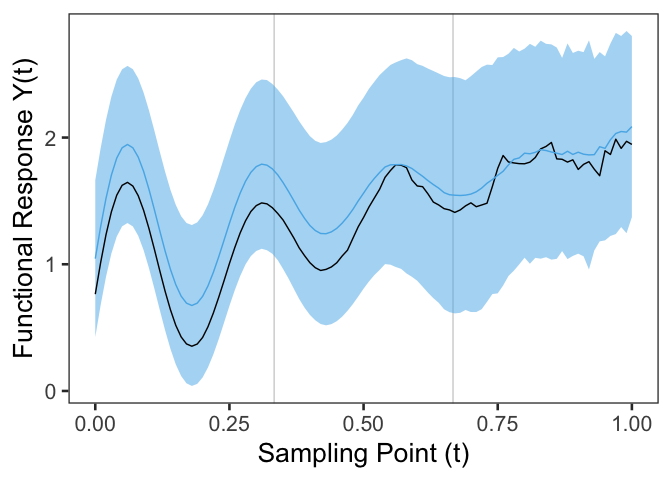 Functional Response Y(t)
2
1
0
0.00 0.25 0.50 0.75 1.00
Sampling Point (t)